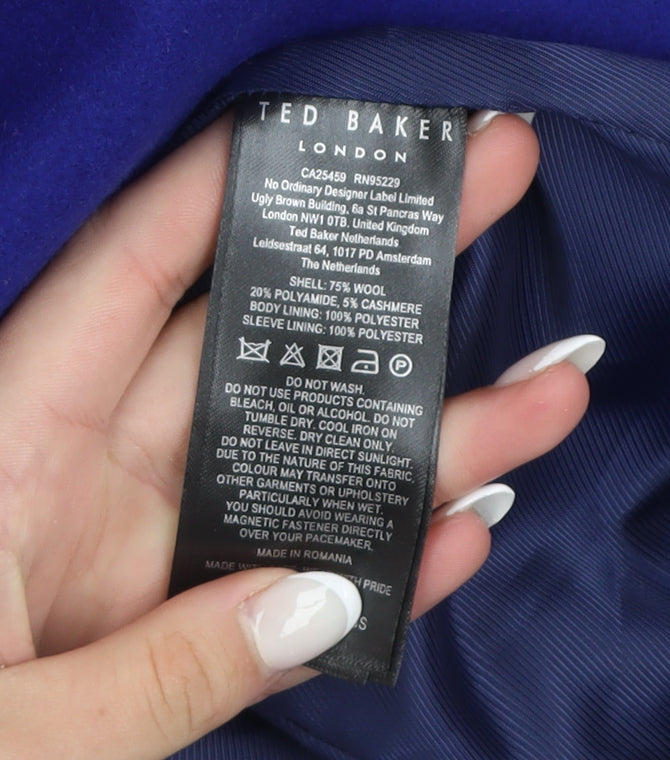 TED BAKER
LONDON
CA25459 RN95229
No Ordinary Designer Label Limited
Ugly Brown Building, 6a St Pancras Way
London NW1 0TB, United Kingdom
Ted Baker Netherlands
Leidsestraat 64, 1017 PD Amsterdam
The Netherlands
SHELL: 75% WOOL
20% POLYAMIDE, 5% CASHMERE
BODY LINING: 100% POLYESTER
SLEEVE LINING: 100% POLYESTER
P
DO NOT WASH.
DO NOT USE PRODUCTS CONTAINING
BLEACH, OIL OR ALCOHOL. DO NOT
TUMBLE DRY. COOL IRON ON
REVERSE. DRY CLEAN ONLY.
DO NOT LEAVE IN DIRECT SUNLIGHT.
DUE TO THE NATURE OF THIS FABRIC,
COLOUR MAY TRANSFER ONTO
OTHER GARMENTS OR UPHOLSTERY
PARTICULARLY WHEN WET.
YOU SHOULD AVOID WEARING A
MAGNETIC FASTENER DIRECTLY
OVER YOUR PACEMAKER.
MADE IN ROMANIA
MADE PRIDE